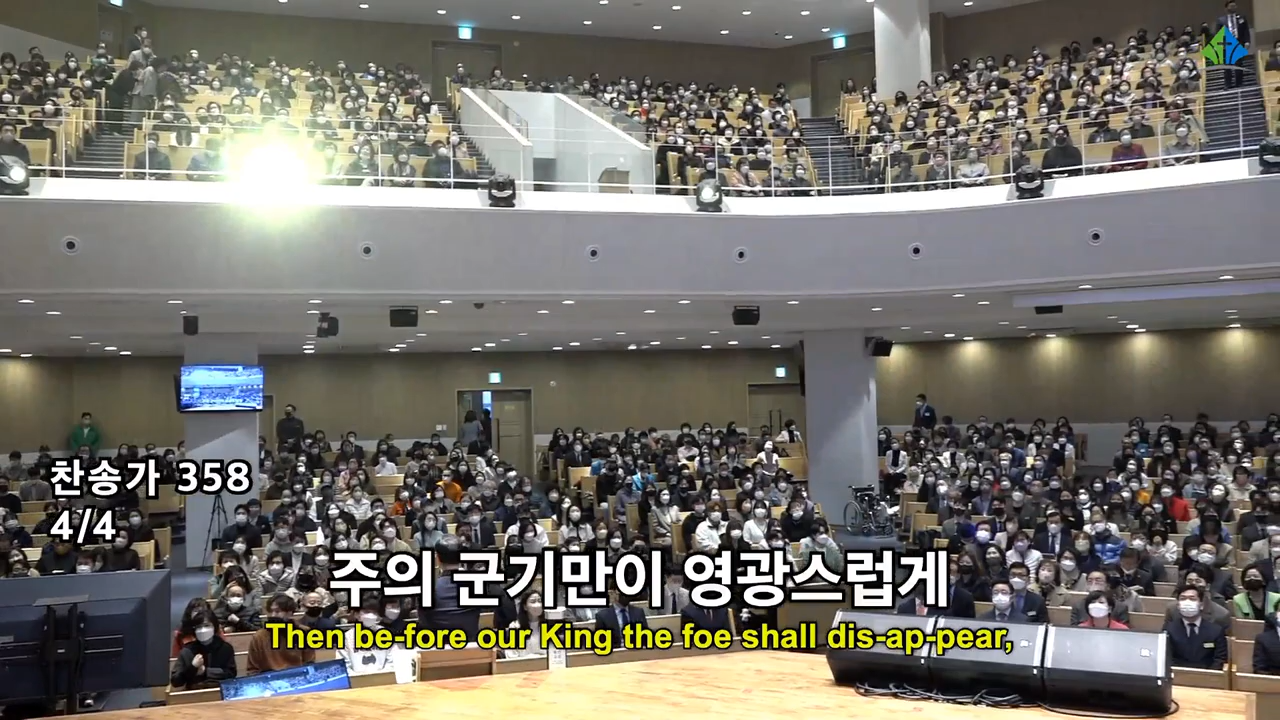 찬송가 358
4/4
주의 군기만이 영광스럽게
Then be-fore our King the foe shall dis-ap-pear,